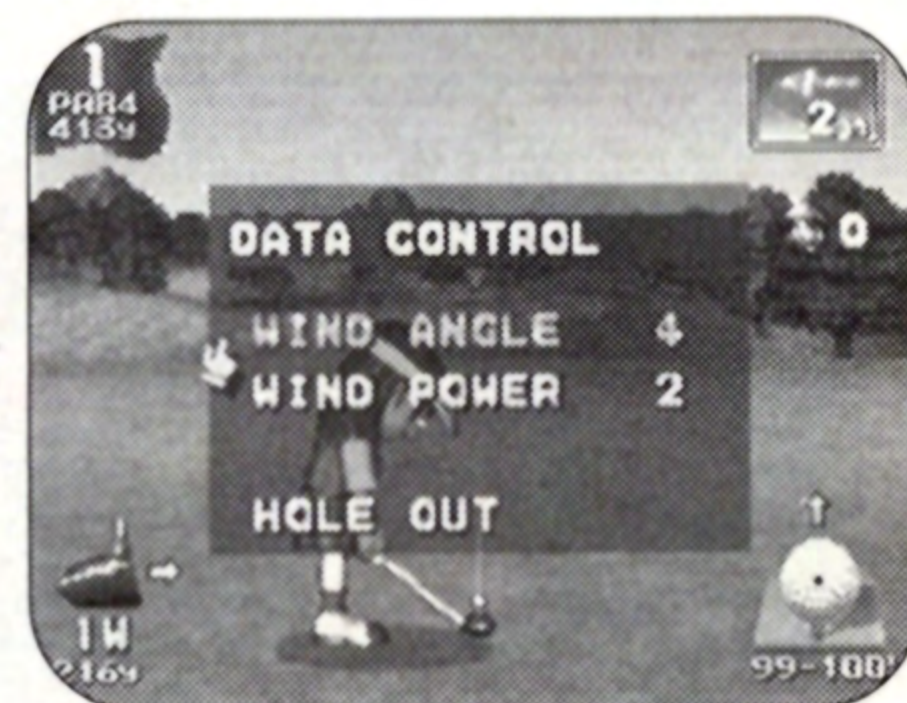 1
PAR4
413y
2
0
DATA CONTROL
WIND ANGLE 4
WIND POWER 2
HOLE OUT
1W
216y
99-100%